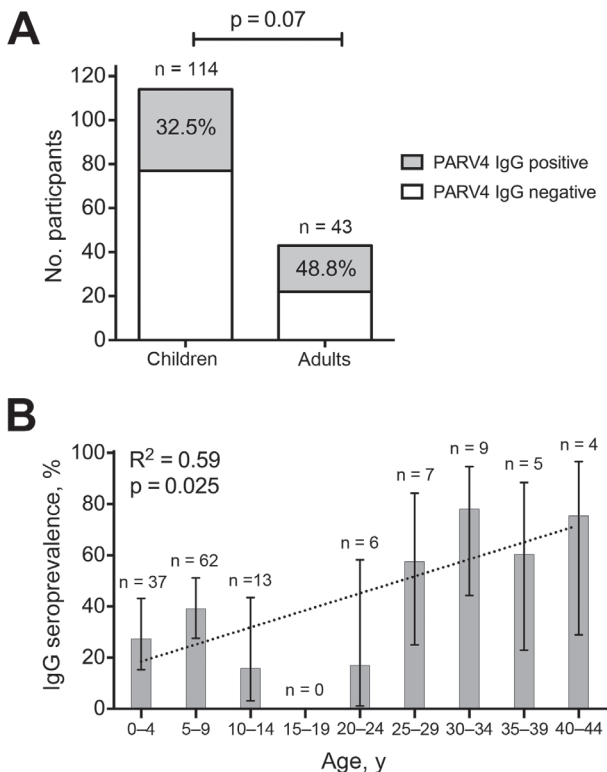 A
p = 0.07
n = 114
120
100
80
60
40
20
0
No. particpants
32.5%
n = 43
48.8%
Children
Adults
PARV4 IgG positive
PARV4 IgG negative
B
R² = 0.59
p = 0.025
100
80
60
40
20
0
IgG seroprevalence, %
n = 37
n = 62
n =13
n = 0
n = 6
n = 7
n = 9
n = 5
n = 4
0–4
5–9
10–14
15–19
20–24
25–29
30–34
35–39
40–44
Age, y